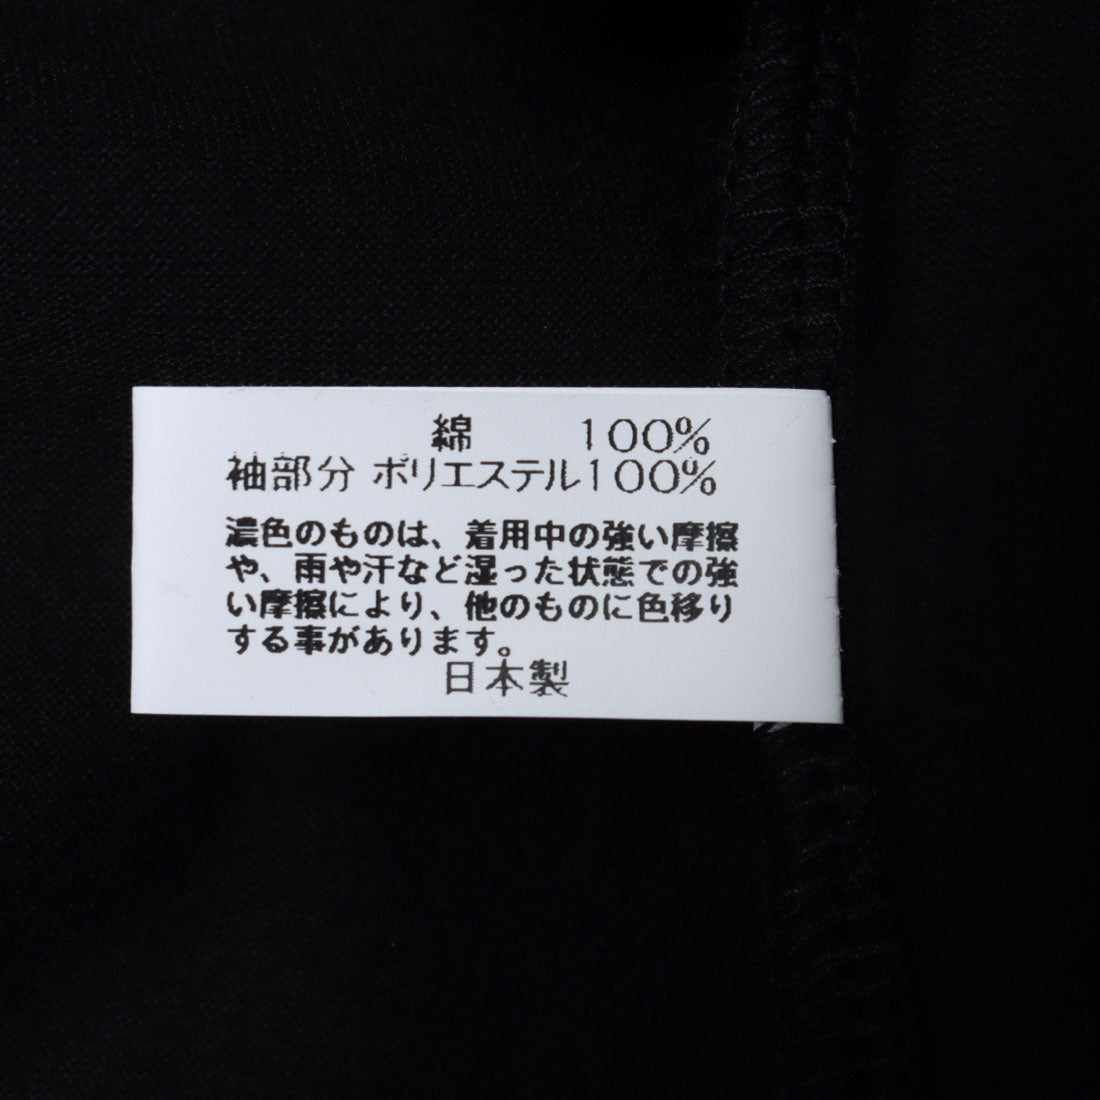 綿 100%
袖部分 ポリエステル100%
濃色のものは、着用中の強い摩擦
や、雨や汗など湿った状態での強
い摩擦により、他のものに色移り
する事があります。
日本製